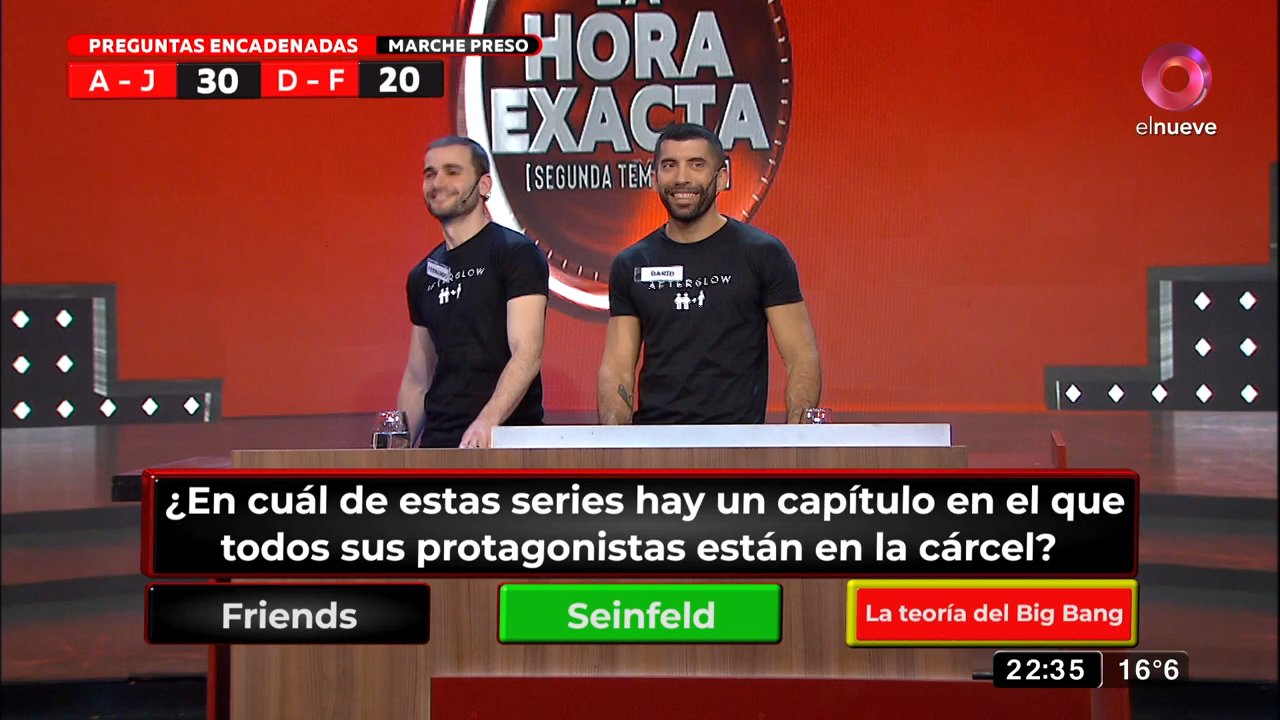 PREGUNTAS ENCADENADAS MARCHE PRESO
A - J 30 D - F 20
LA
HORA
EXACTA
[SEGUNDA TEM
elnueve
DARÍO
AFTERGLOW
¿En cuál de estas series hay un capítulo en el que
todos sus protagonistas están en la cárcel?
Friends
Seinfeld
La teoría del Big Bang
22:35 16°6